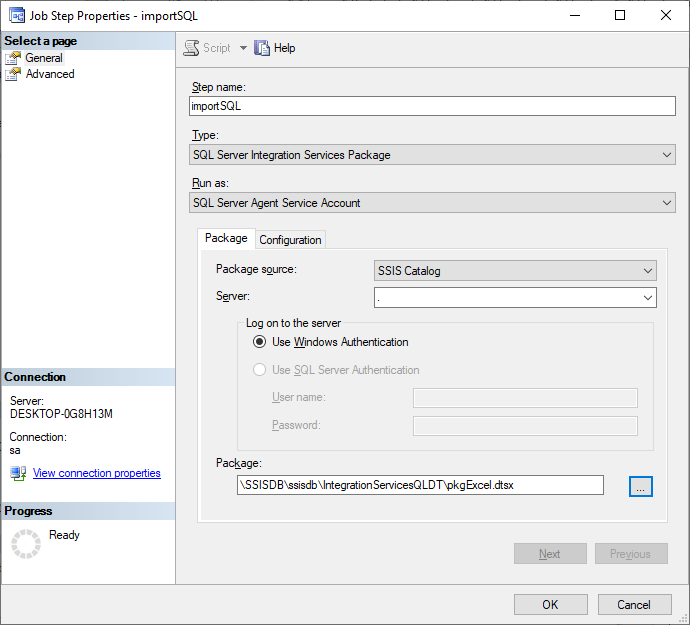 Job Step Properties - importSQL
Select a page
General
Advanced
Script
Help
Step name:
importSQL
Type:
SQL Server Integration Services Package
Run as:
SQL Server Agent Service Account
Package
Configuration
Package source:
SSIS Catalog
Server:
.
Log on to the server
Use Windows Authentication
Use SQL Server Authentication
User name:
Password:
Package:
\SSISDB\ssisdb\IntegrationServicesQLDT\pkgExcel.dtsx
...
Connection
Server:
DESKTOP-0G8H13M
Connection:
sa
View connection properties
Progress
Ready
Next
Previous
OK
Cancel